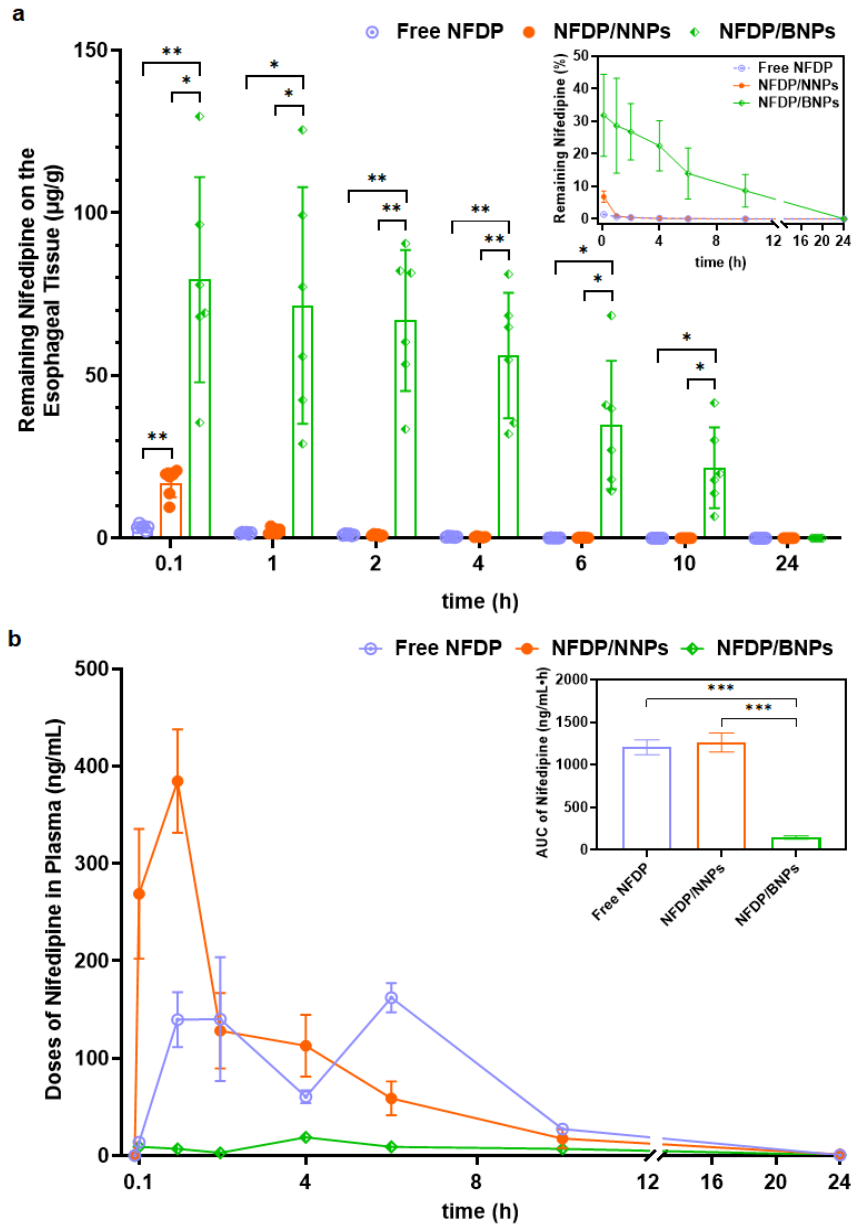 a
Free NFDP NFDP/NNPs NFDP/BNPs
Remaining Nifedipine on the
Esophageal Tissue (µg/g)
150
100
50
0
** * * * ** ** ** ** * * * * **
0.1 1 2 4 6 10 24
time (h)
Remaining Nifedipine (%)
50
40
30
20
10
0
Free NFDP
NFDP/NNPs
NFDP/BNPs
0 4 8 12 16 20 24
time (h)
b
Free NFDP NFDP/NNPs NFDP/BNPs
Doses of Nifedipine in Plasma (ng/mL)
500
400
300
200
100
0
0.1 4 8 12 16 20 24
time (h)
AUC of Nifedipine (ng/mL•h)
2000
1500
1000
500
0
***
***
Free NFDP NFDP/NNPs NFDP/BNPs